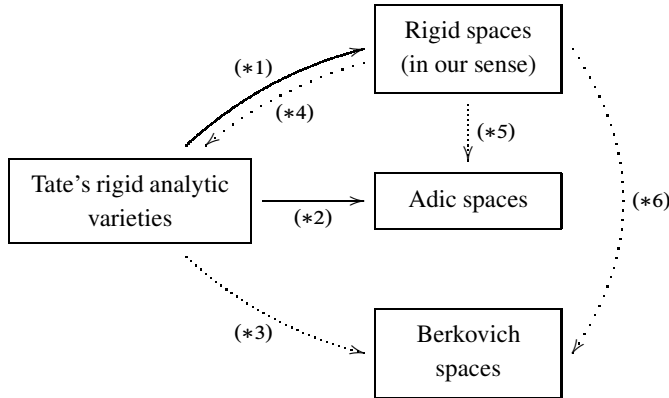 Rigid spaces
(in our sense)
(∗1)
(∗4)
(∗5)
Tate's rigid analytic
varieties
(∗2)
Adic spaces
(∗6)
(∗3)
Berkovich
spaces